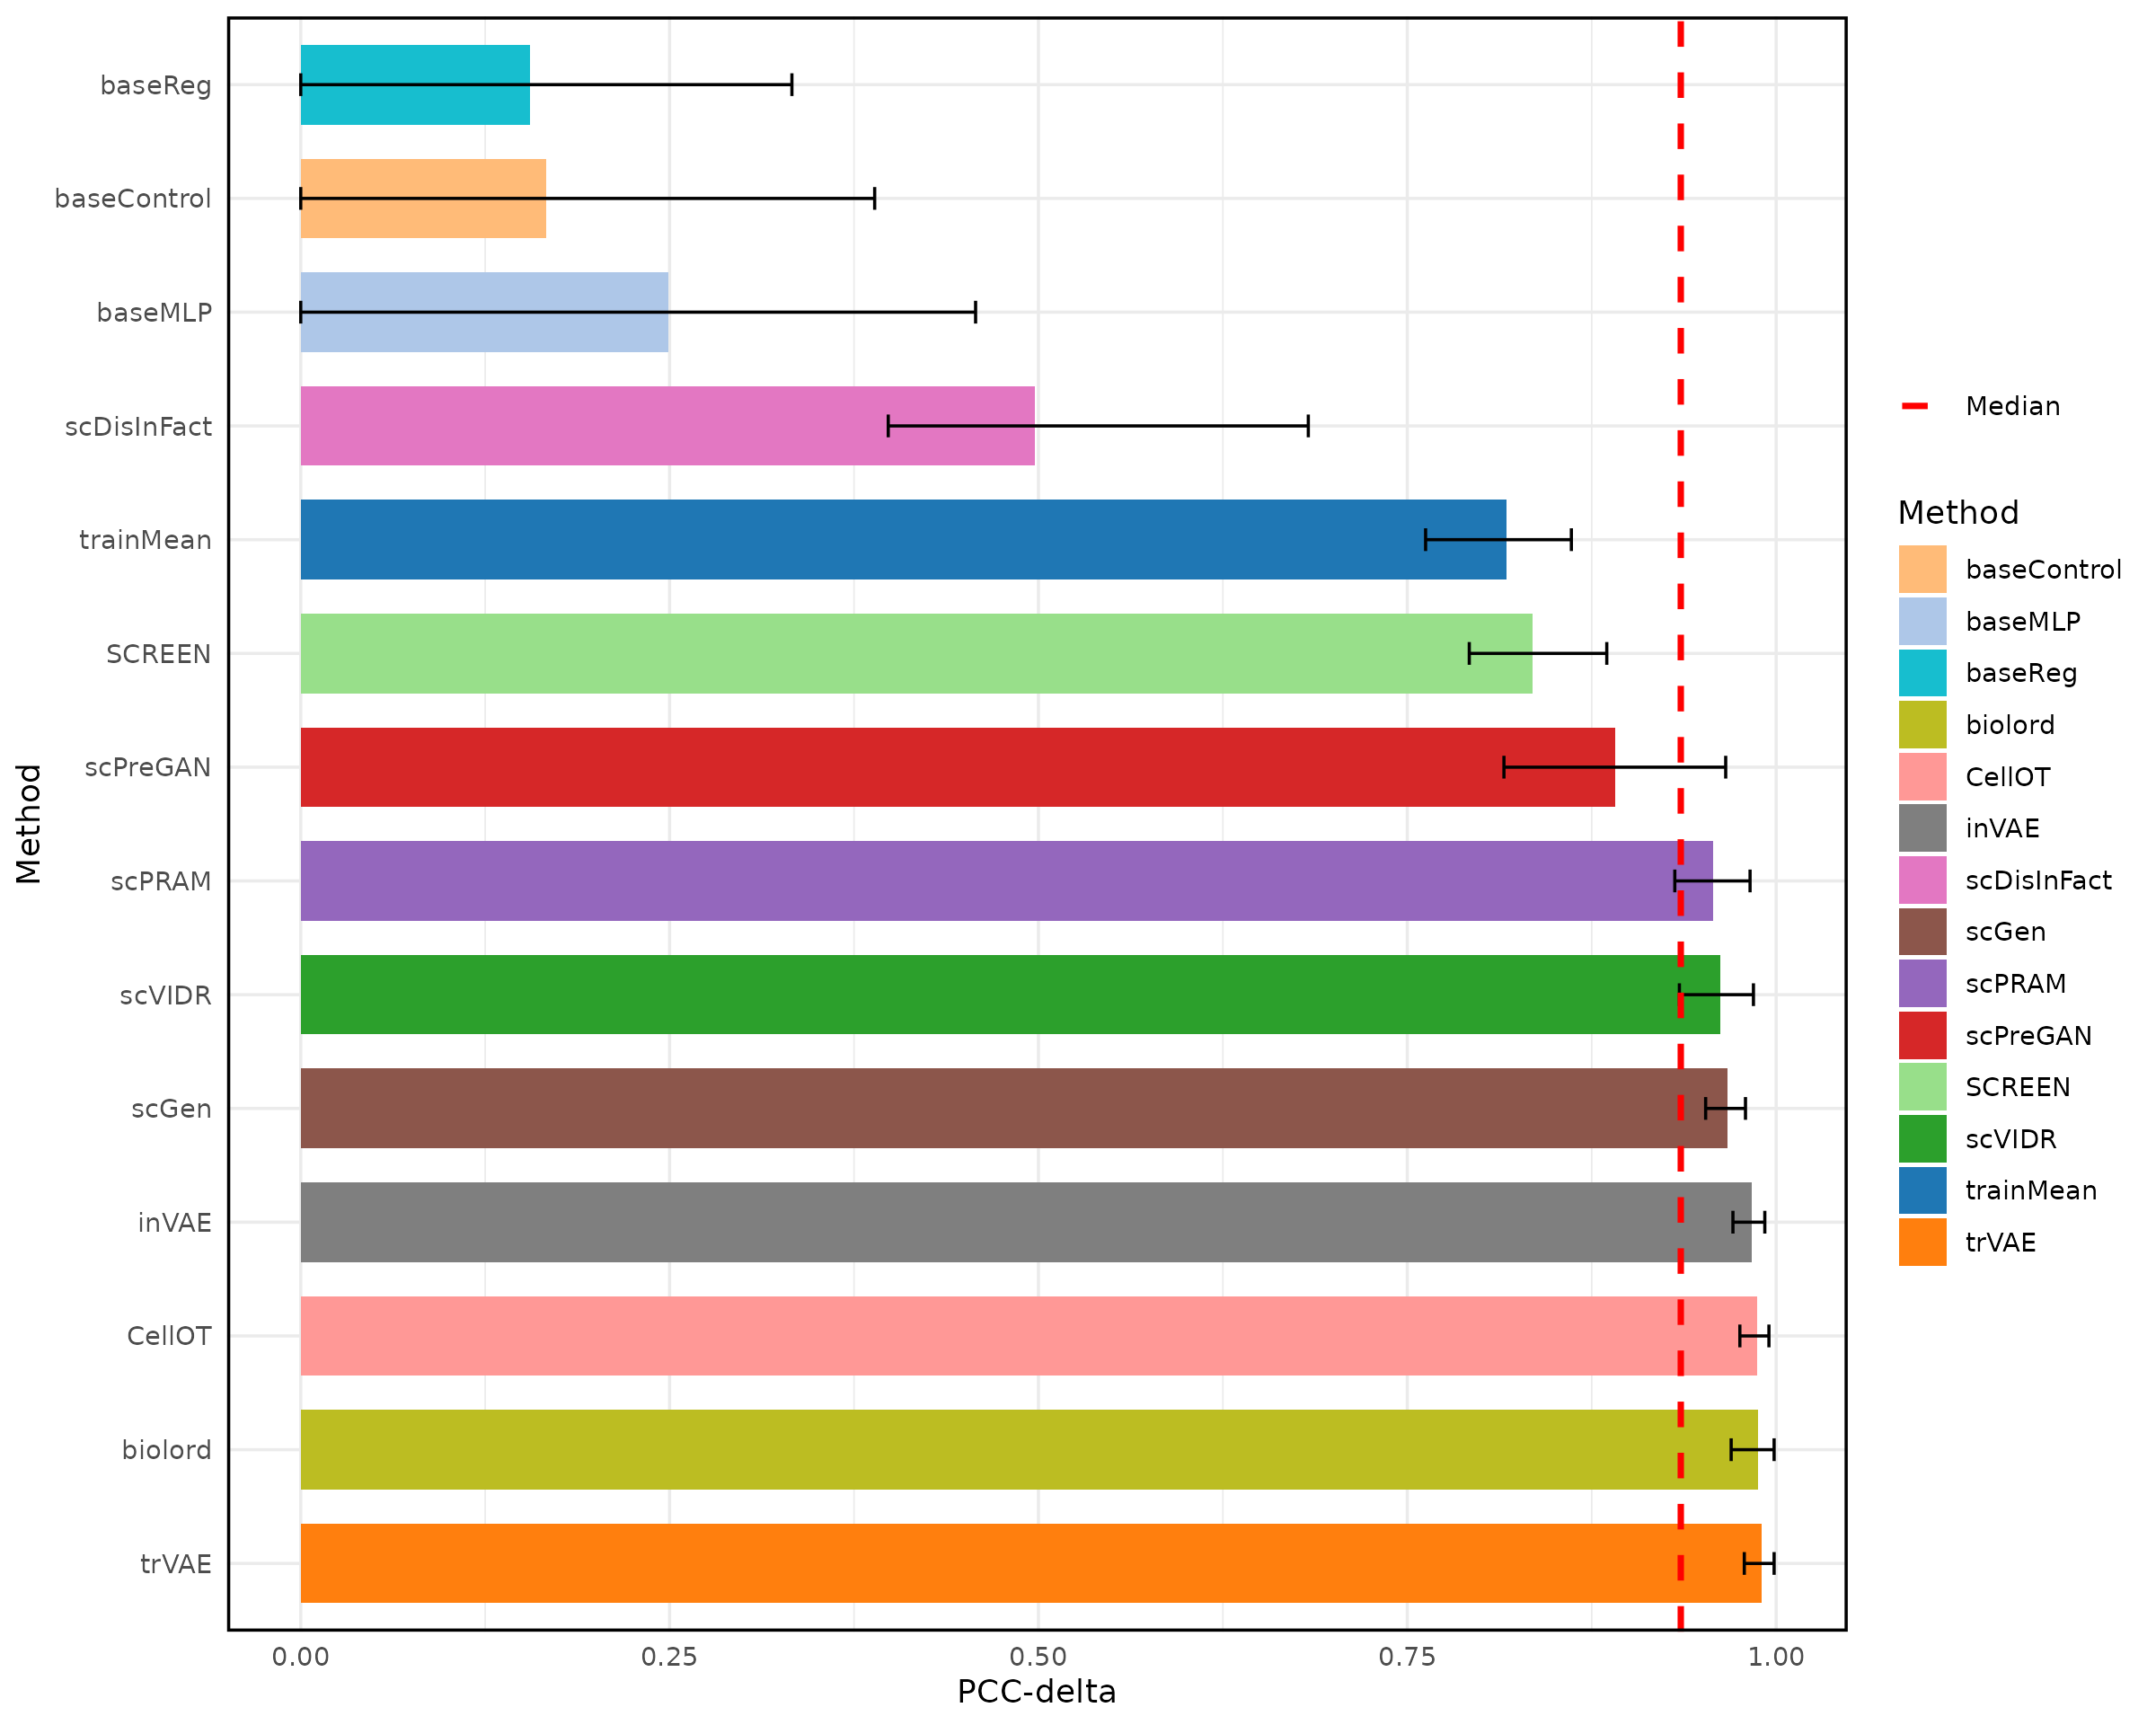 baseReg
baseControl
baseMLP
scDisInFact
trainMean
SCREEN
scPreGAN
scPRAM
scVIDR
scGen
inVAE
CellOT
biolord
trVAE
Method
0.00 0.25 0.50 0.75 1.00
PCC-delta
Median
Method
baseControl
baseMLP
baseReg
biolord
CellOT
inVAE
scDisInFact
scGen
scPRAM
scPreGAN
SCREEN
scVIDR
trainMean
trVAE